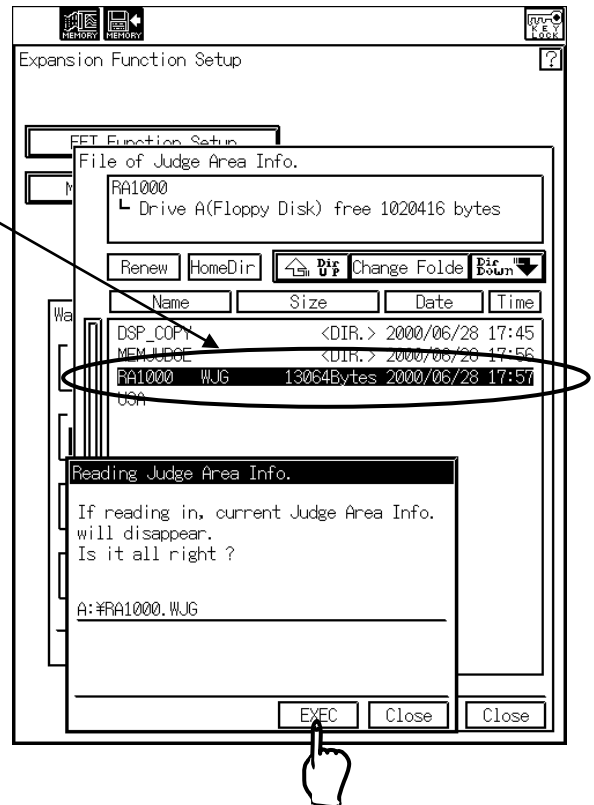 MEMORY MEMORY KEY LOCK
Expansion Function Setup ?
FFT Function Setup
M
File of Judge Area Info.
RA1000
Drive A(Floppy Disk) free 1020416 bytes
Renew HomeDir Dir UP Change Folde Dir Down
Name Size Date Time
Wa
DSP_COPY <DIR.> 2000/06/28 17:45
MEMJUDGE <DIR.> 2000/06/28 17:56
RA1000 WJG 13064Bytes 2000/06/28 17:57
USA
Reading Judge Area Info.
If reading in, current Judge Area Info.
will disappear.
Is it all right ?
A:¥RA1000.WJG
EXEC Close Close